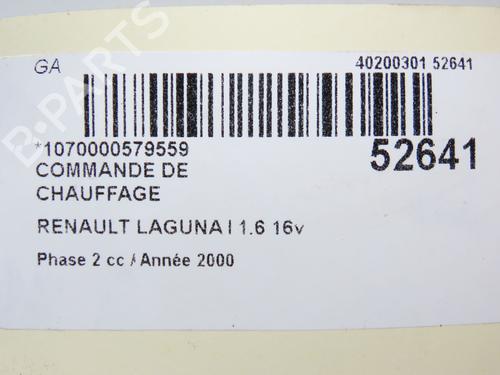 GA
40200301 52641
*1070000579559
52641
COMMANDE DE
CHAUFFAGE
RENAULT LAGUNA I 1.6 16v
Phase 2 cc / Année 2000
B-PARTS